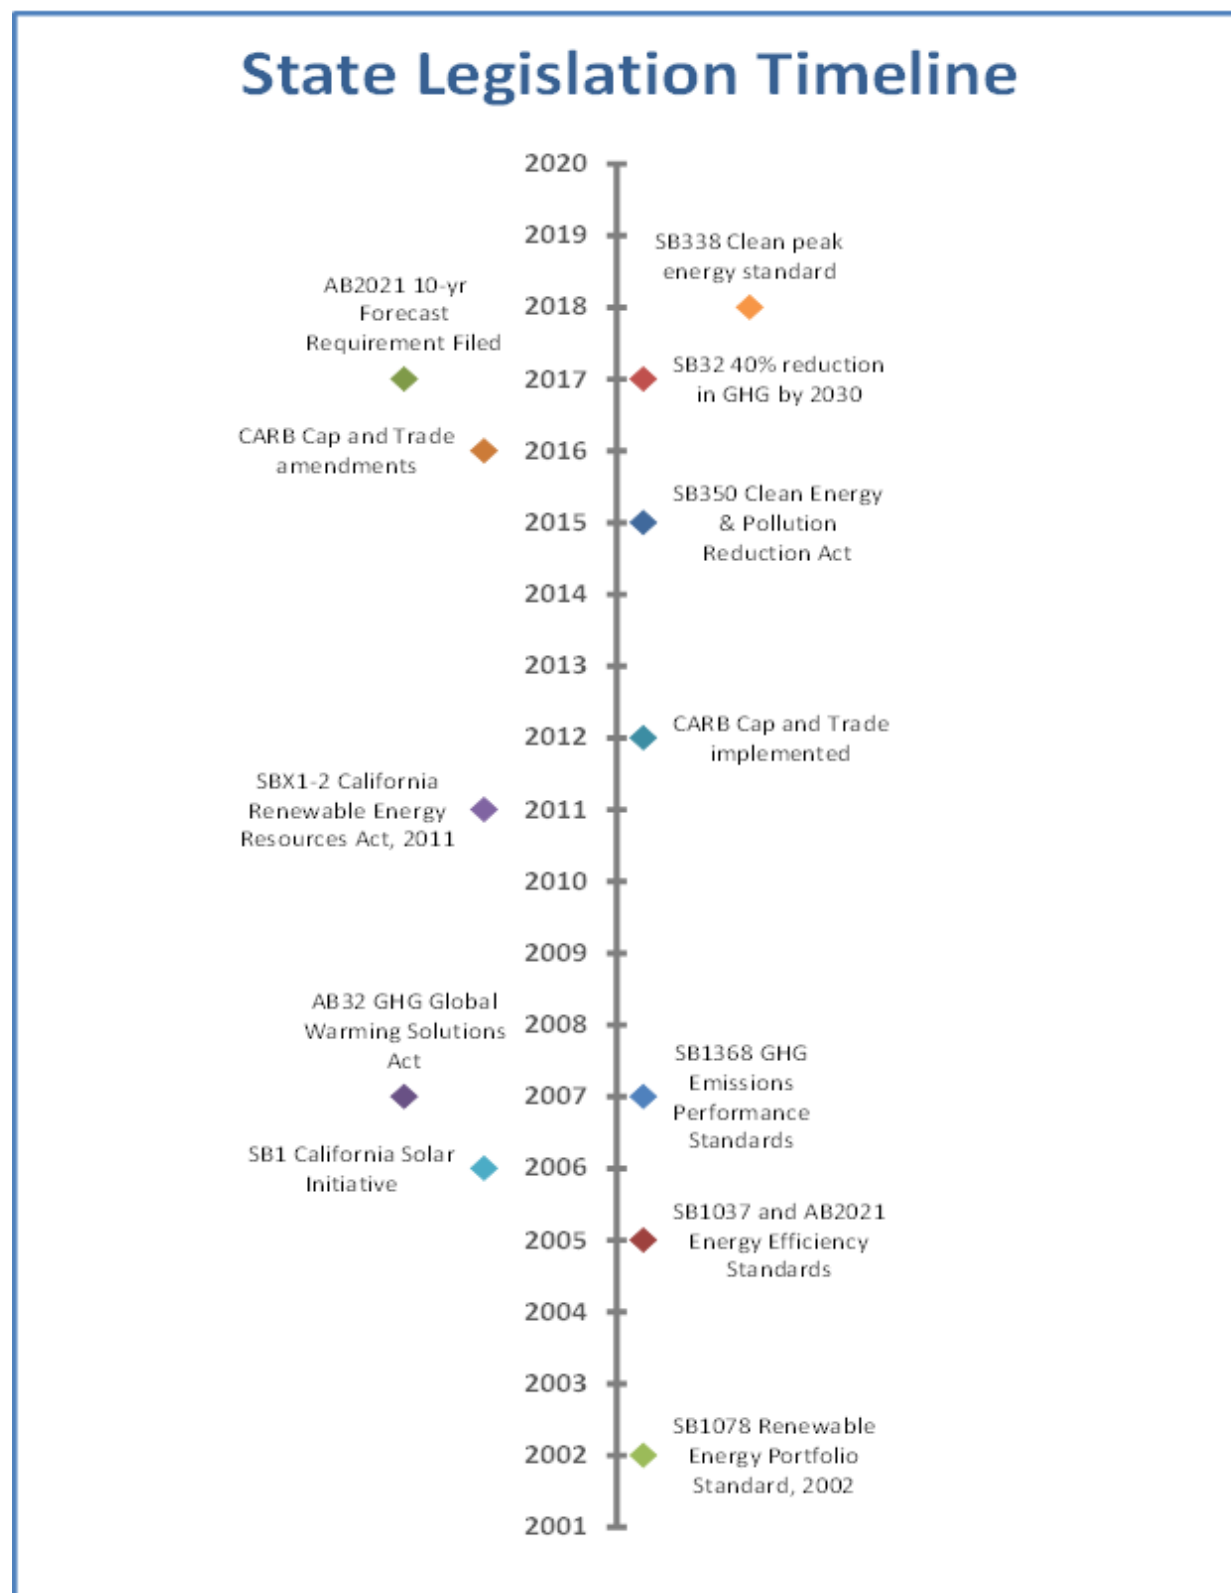 State Legislation Timeline
2020
2019
SB338 Clean peak
energy standard
AB2021 10-yr
Forecast
Requirement Filed
2018
2017
SB32 40% reduction
in GHG by 2030
CARB Cap and Trade
amendments
2016
SB350 Clean Energy
& Pollution
Reduction Act
2015
2014
2013
2012
CARB Cap and Trade
implemented
SBX1-2 California
Renewable Energy
Resources Act, 2011
2011
2010
2009
AB32 GHG Global
Warming Solutions
Act
2008
SB1368 GHG
Emissions
Performance
Standards
2007
SB1 California Solar
Initiative
2006
SB1037 and AB2021
Energy Efficiency
Standards
2005
2004
2003
SB1078 Renewable
Energy Portfolio
Standard, 2002
2002
2001